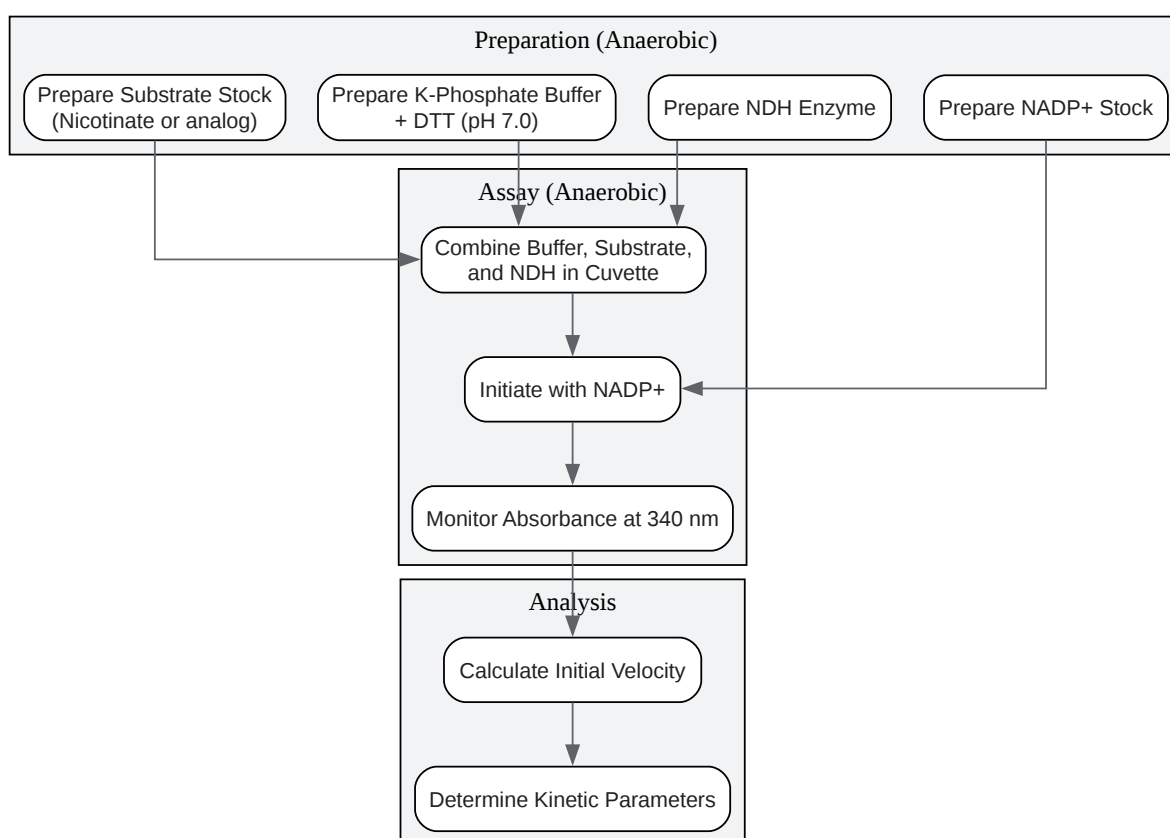 Preparation (Anaerobic)
Prepare Substrate Stock
(Nicotinate or analog)
Prepare K-Phosphate Buffer
+ DTT (pH 7.0)
Prepare NDH Enzyme
Prepare NADP+ Stock
Assay (Anaerobic)
Combine Buffer, Substrate,
and NDH in Cuvette
Initiate with NADP+
Monitor Absorbance at 340 nm
Analysis
Calculate Initial Velocity
Determine Kinetic Parameters